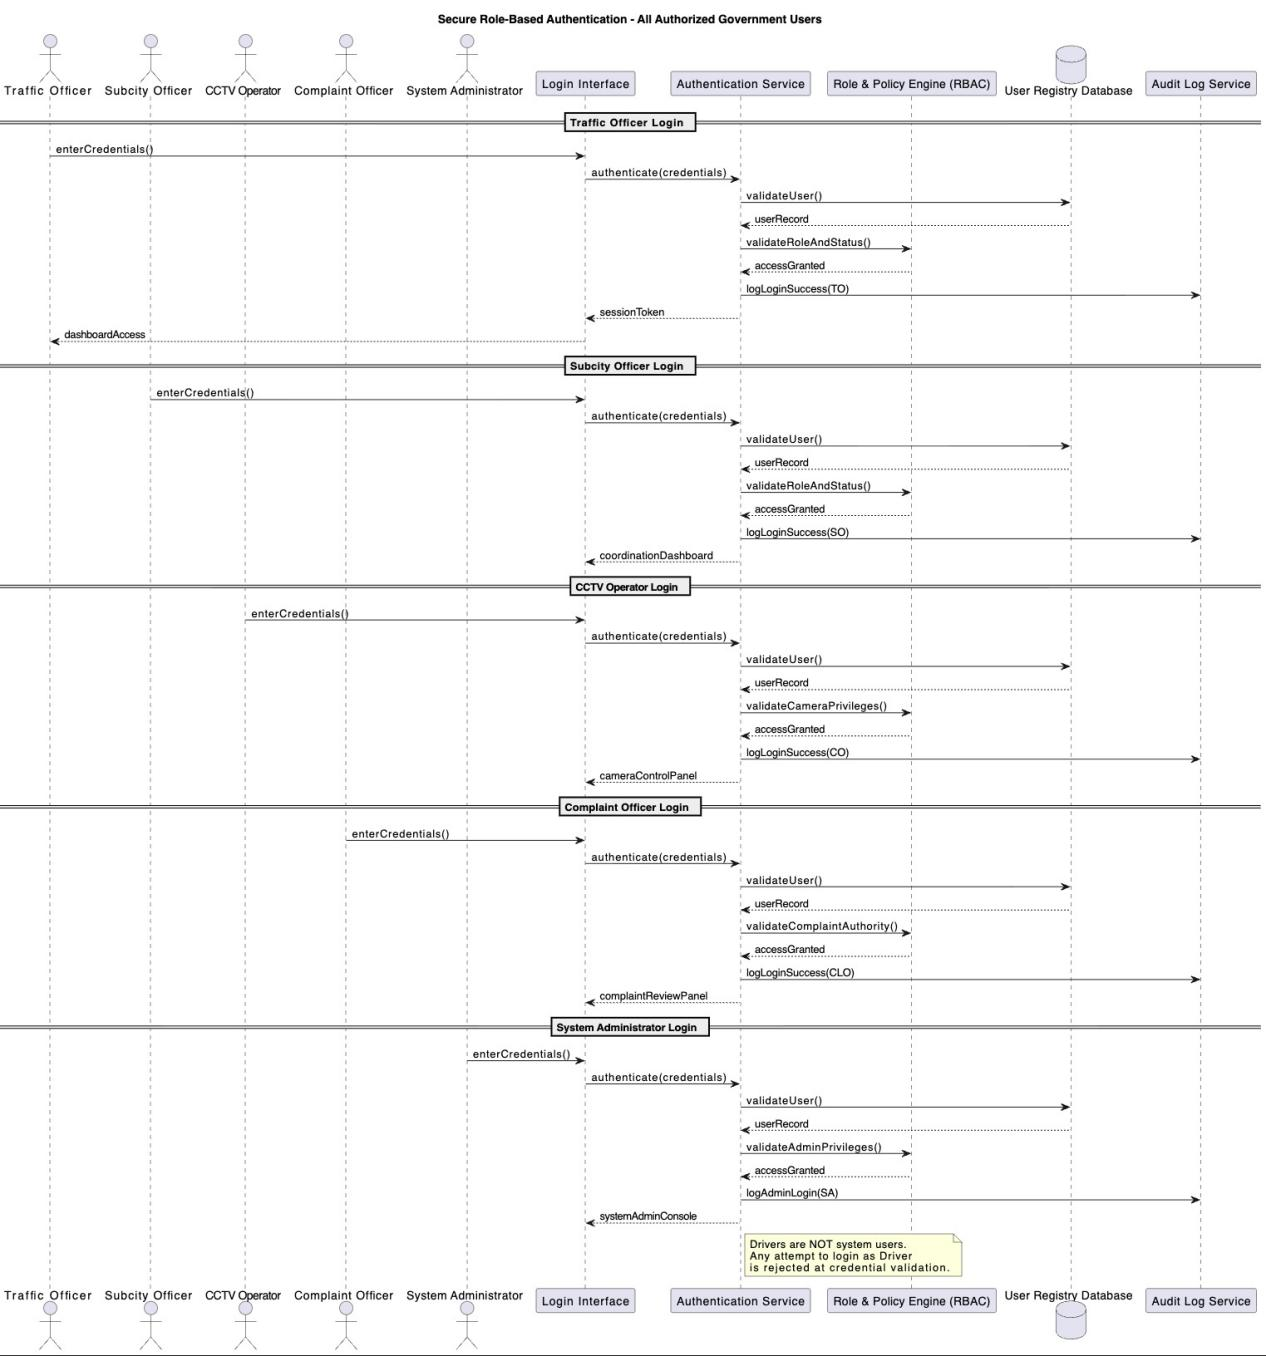 Secure Role-Based Authentication - All Authorized Government Users
Traffic Officer
Subcity Officer
CCTV Operator
Complaint Officer
System Administrator
Login Interface
Authentication Service
Role & Policy Engine (RBAC)
User Registry Database
Audit Log Service
Traffic Officer Login
enterCredentials()
authenticate(credentials)
validateUser()
userRecord
validateRoleAndStatus()
accessGranted
logLoginSuccess(TO)
sessionToken
dashboardAccess
Subcity Officer Login
enterCredentials()
authenticate(credentials)
validateUser()
userRecord
validateRoleAndStatus()
accessGranted
logLoginSuccess(SO)
coordinationDashboard
CCTV Operator Login
enterCredentials()
authenticate(credentials)
validateUser()
userRecord
validateCameraPrivileges()
accessGranted
logLoginSuccess(CO)
cameraControlPanel
Complaint Officer Login
enterCredentials()
authenticate(credentials)
validateUser()
userRecord
validateComplaintAuthority()
accessGranted
logLoginSuccess(CLO)
complaintReviewPanel
System Administrator Login
enterCredentials()
authenticate(credentials)
validateUser()
userRecord
validateAdminPrivileges()
accessGranted
logAdminLogin(SA)
systemAdminConsole
Drivers are NOT system users.
Any attempt to login as Driver
is rejected at credential validation.
Traffic Officer
Subcity Officer
CCTV Operator
Complaint Officer
System Administrator
Login Interface
Authentication Service
Role & Policy Engine (RBAC)
User Registry Database
Audit Log Service